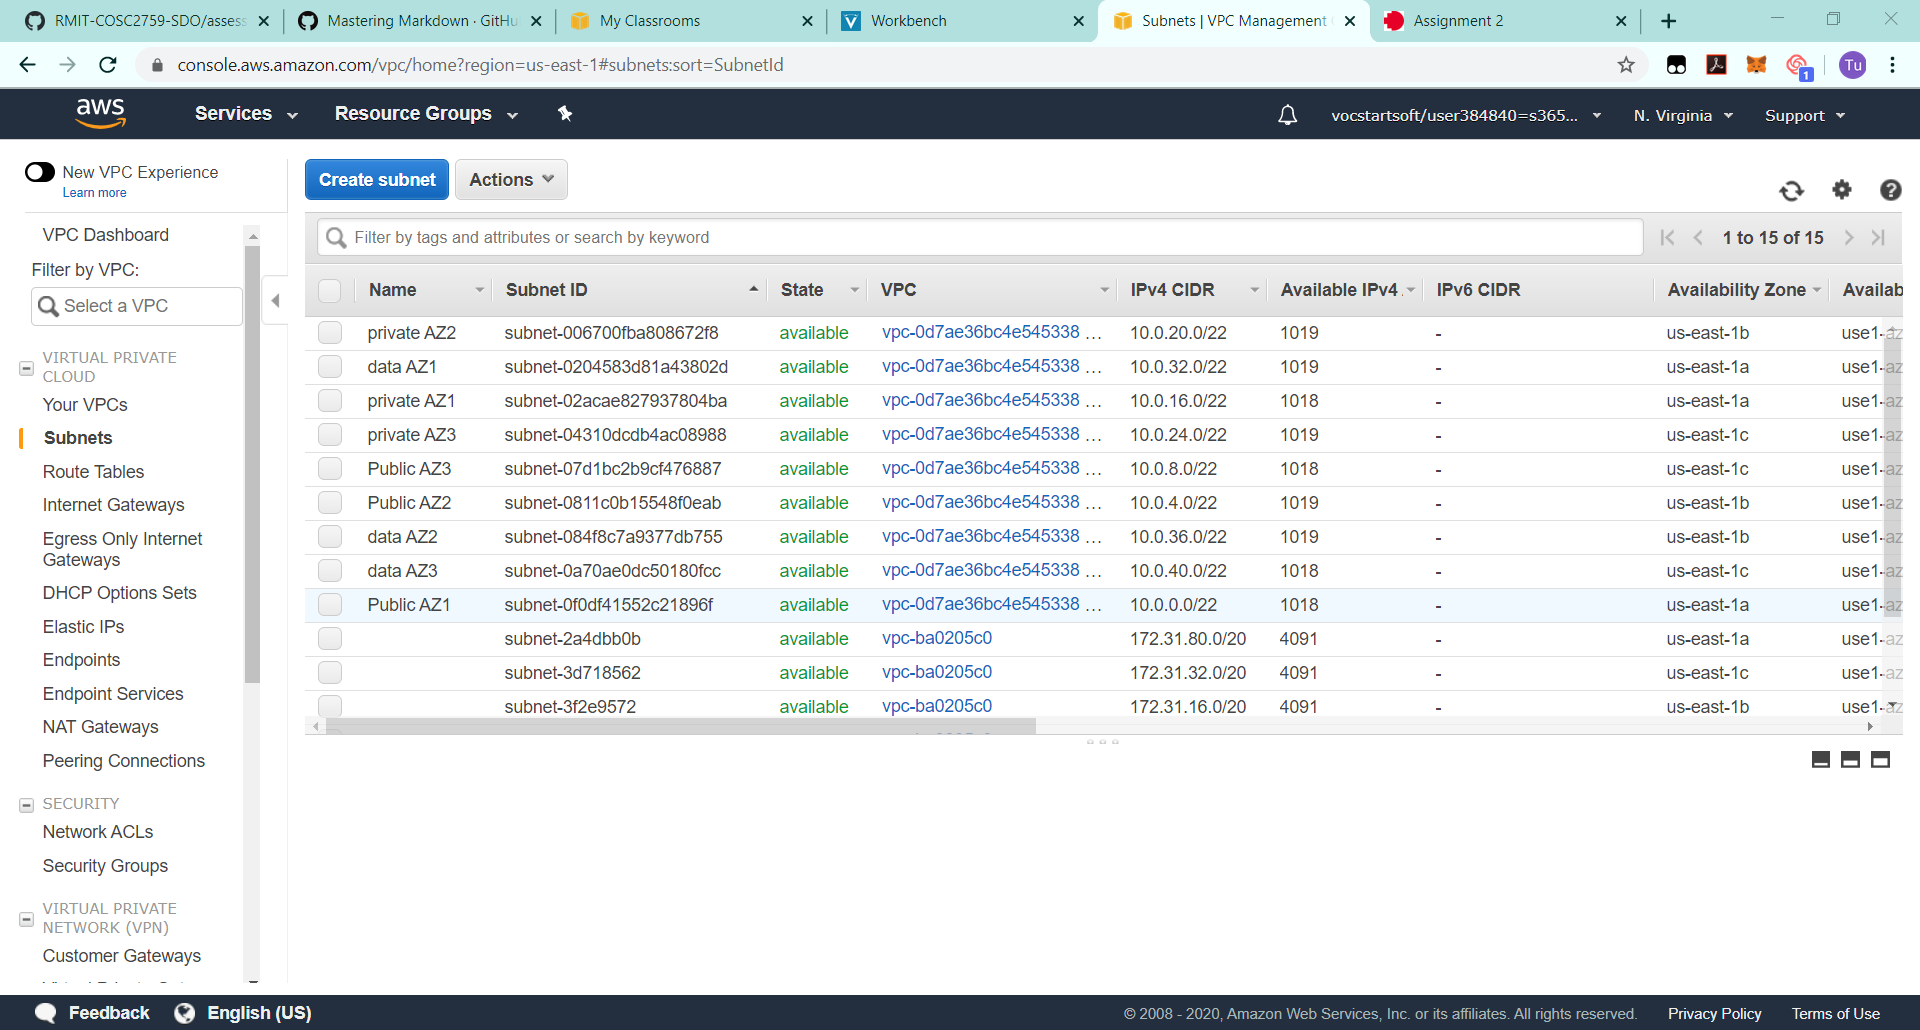 RMIT-COSC2759-SDO/asses
Mastering Markdown · GitHu
My Classrooms
Workbench
Subnets | VPC Management
Assignment 2
console.aws.amazon.com/vpc/home?region=us-east-1#subnets:sort=SubnetId
1
Tu
aws
Services
Resource Groups
vocstartsoft/user384840=s365...
N. Virginia
Support
New VPC Experience
Learn more
Create subnet
Actions
VPC Dashboard
Filter by VPC:
Select a VPC
VIRTUAL PRIVATE
CLOUD
Your VPCs
Subnets
Route Tables
Internet Gateways
Egress Only Internet
Gateways
DHCP Options Sets
Elastic IPs
Endpoints
Endpoint Services
NAT Gateways
Peering Connections
SECURITY
Network ACLs
Security Groups
VIRTUAL PRIVATE
NETWORK (VPN)
Customer Gateways
Filter by tags and attributes or search by keyword
1 to 15 of 15
Name Subnet ID State VPC IPv4 CIDR Available IPv4 IPv6 CIDR Availability Zone Availab
private AZ2 subnet-006700fba808672f8 available vpc-0d7ae36bc4e545338 ... 10.0.20.0/22 1019 - us-east-1b use1-az
data AZ1 subnet-0204583d81a43802d available vpc-0d7ae36bc4e545338 ... 10.0.32.0/22 1019 - us-east-1a use1-az
private AZ1 subnet-02acae827937804ba available vpc-0d7ae36bc4e545338 ... 10.0.16.0/22 1018 - us-east-1a use1-az
private AZ3 subnet-04310dcdb4ac08988 available vpc-0d7ae36bc4e545338 ... 10.0.24.0/22 1019 - us-east-1c use1-az
Public AZ3 subnet-07d1bc2b9cf476887 available vpc-0d7ae36bc4e545338 ... 10.0.8.0/22 1018 - us-east-1c use1-az
Public AZ2 subnet-0811c0b15548f0eab available vpc-0d7ae36bc4e545338 ... 10.0.4.0/22 1019 - us-east-1b use1-az
data AZ2 subnet-084f8c7a9377db755 available vpc-0d7ae36bc4e545338 ... 10.0.36.0/22 1019 - us-east-1b use1-az
data AZ3 subnet-0a70ae0dc50180fcc available vpc-0d7ae36bc4e545338 ... 10.0.40.0/22 1018 - us-east-1c use1-az
Public AZ1 subnet-0f0df41552c21896f available vpc-0d7ae36bc4e545338 ... 10.0.0.0/22 1018 - us-east-1a use1-az
subnet-2a4dbb0b available vpc-ba0205c0 172.31.80.0/20 4091 - us-east-1a use1-az
subnet-3d718562 available vpc-ba0205c0 172.31.32.0/20 4091 - us-east-1c use1-az
subnet-3f2e9572 available vpc-ba0205c0 172.31.16.0/20 4091 - us-east-1b use1-az
Feedback
English (US)
© 2008 - 2020, Amazon Web Services, Inc. or its affiliates. All rights reserved.
Privacy Policy
Terms of Use